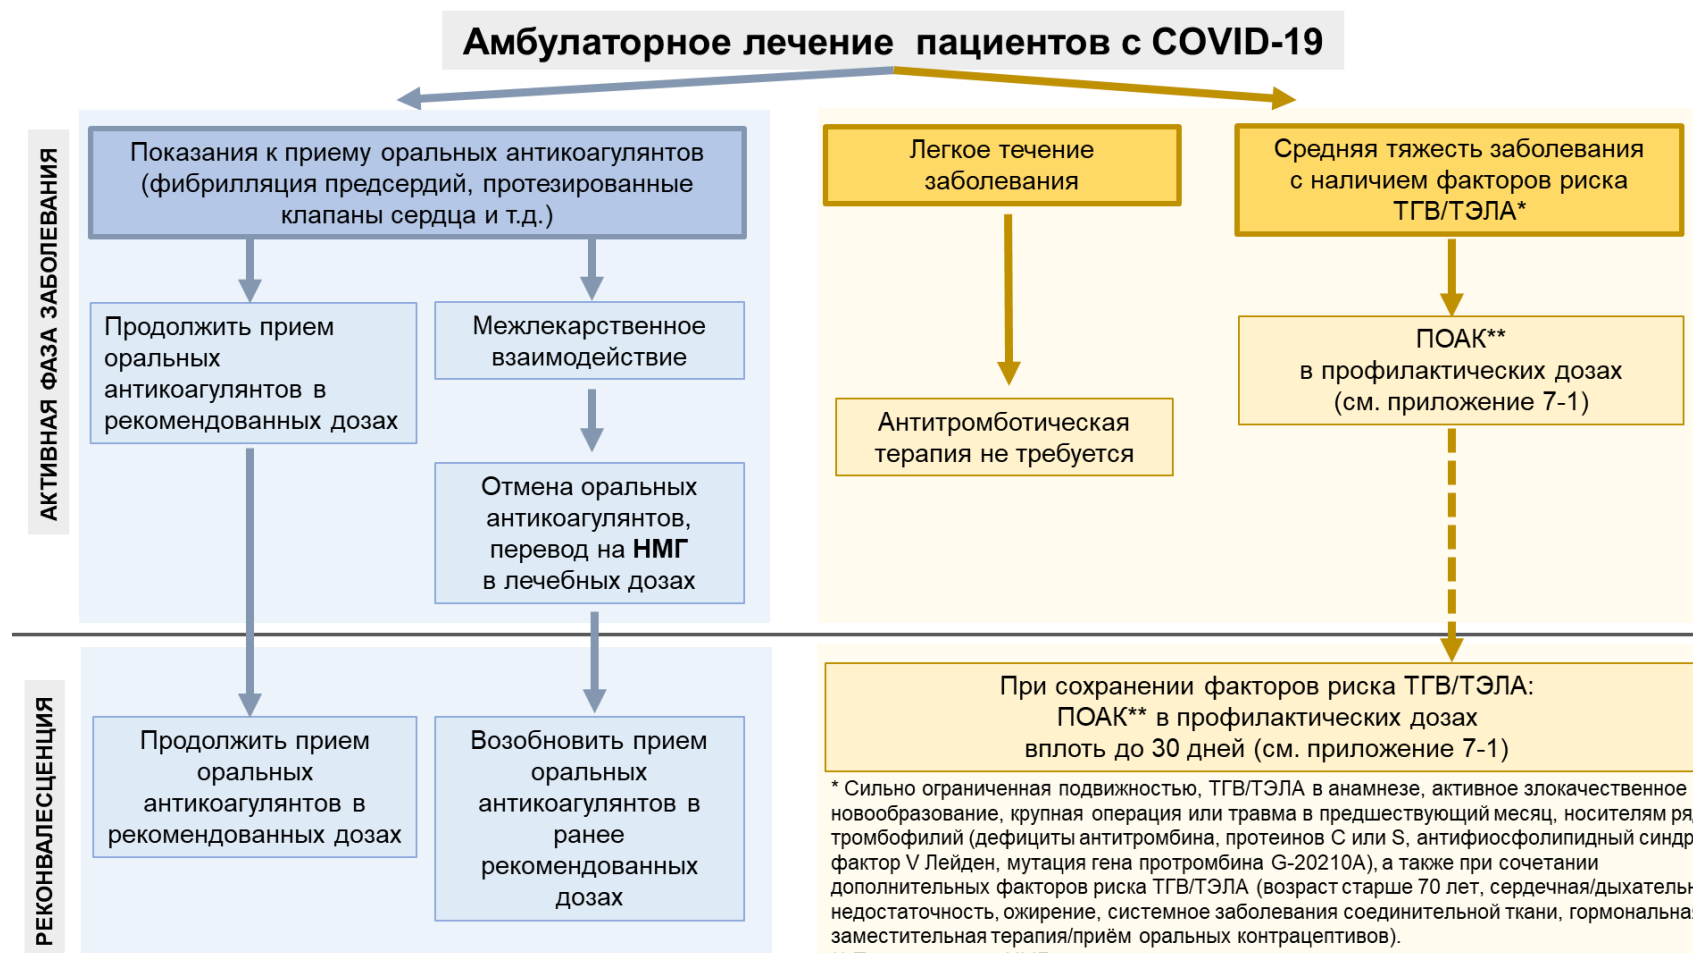 Амбулаторное лечение пациентов с COVID-19
АКТИВНАЯ ФАЗА ЗАБОЛЕВАНИЯ
Показания к приему оральных антикоагулянтов
(фибрилляция предсердий, протезированные
клапаны сердца и т.д.)
Продолжить прием
оральных
антикоагулянтов в
рекомендованных дозах
Межлекарственное
взаимодействие
Отмена оральных
антикоагулянтов,
перевод на НМГ
в лечебных дозах
Легкое течение
заболевания
Антитромботическая
терапия не требуется
Средняя тяжесть заболевания
с наличием факторов риска
ТГВ/ТЭЛА*
ПОАК**
в профилактических дозах
(см. приложение 7-1)
РЕКОНВАЛЕСЦЕНЦИЯ
Продолжить прием
оральных
антикоагулянтов в
рекомендованных дозах
Возобновить прием
оральных
антикоагулянтов в
ранее
рекомендованных
дозах
При сохранении факторов риска ТГВ/ТЭЛА:
ПОАК** в профилактических дозах
вплоть до 30 дней (см. приложение 7-1)
* Сильно ограниченная подвижностью, ТГВ/ТЭЛА в анамнезе, активное злокачественное
новообразование, крупная операция или травма в предшествующий месяц, носителям ря
тромбофилий (дефициты антитромбина, протеинов С или S, антифиосфолипидный синдр
фактор V Лейден, мутация гена протромбина G-20210A), а также при сочетании
дополнительных факторов риска ТГВ/ТЭЛА (возраст старше 70 лет, сердечная/дыхательн
недостаточность, ожирение, системное заболевания соединительной ткани, гормональная
заместительная терапия/приём оральных контрацептивов).